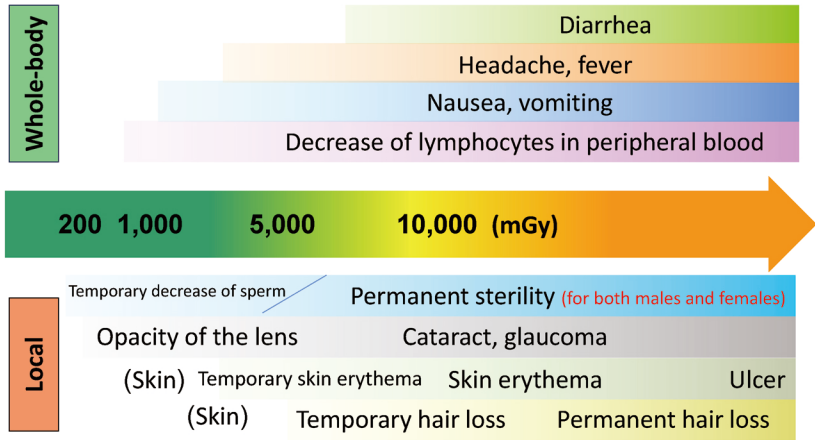 Whole-body
Diarrhea
Headache, fever
Nausea, vomiting
Decrease of lymphocytes in peripheral blood
200 1,000 5,000 10,000 (mGy)
Local
Temporary decrease of sperm
Permanent sterility (for both males and females)
Opacity of the lens Cataract, glaucoma
(Skin) Temporary skin erythema Skin erythema Ulcer
(Skin) Temporary hair loss Permanent hair loss